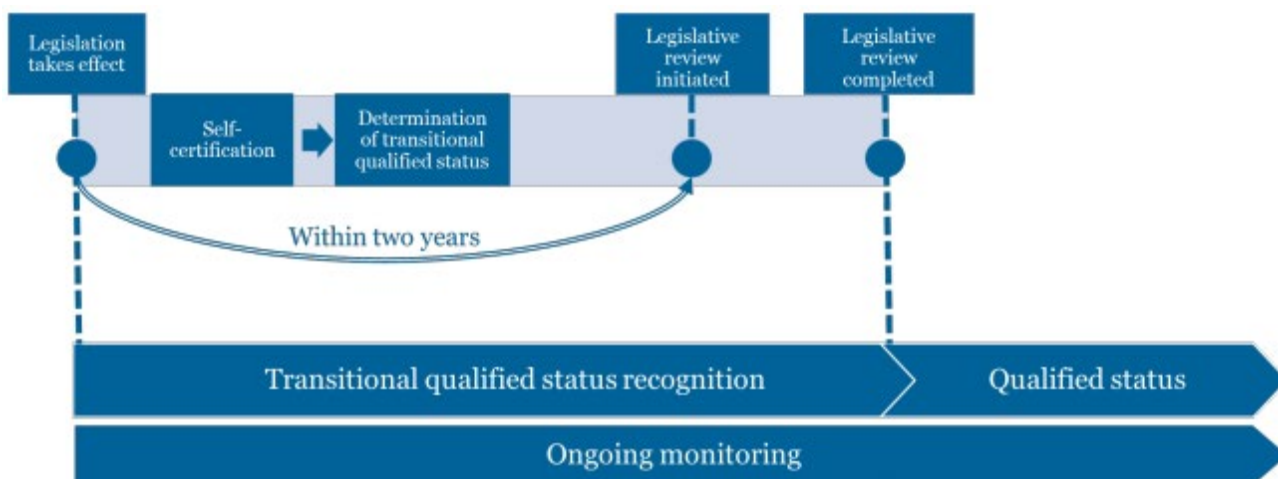 Legislation
takes effect
Legislative
review
initiated
Legislative
review
completed
Self-
certification
Determination
of transitional
qualified status
Within two years
Transitional qualified status recognition
Qualified status
Ongoing monitoring